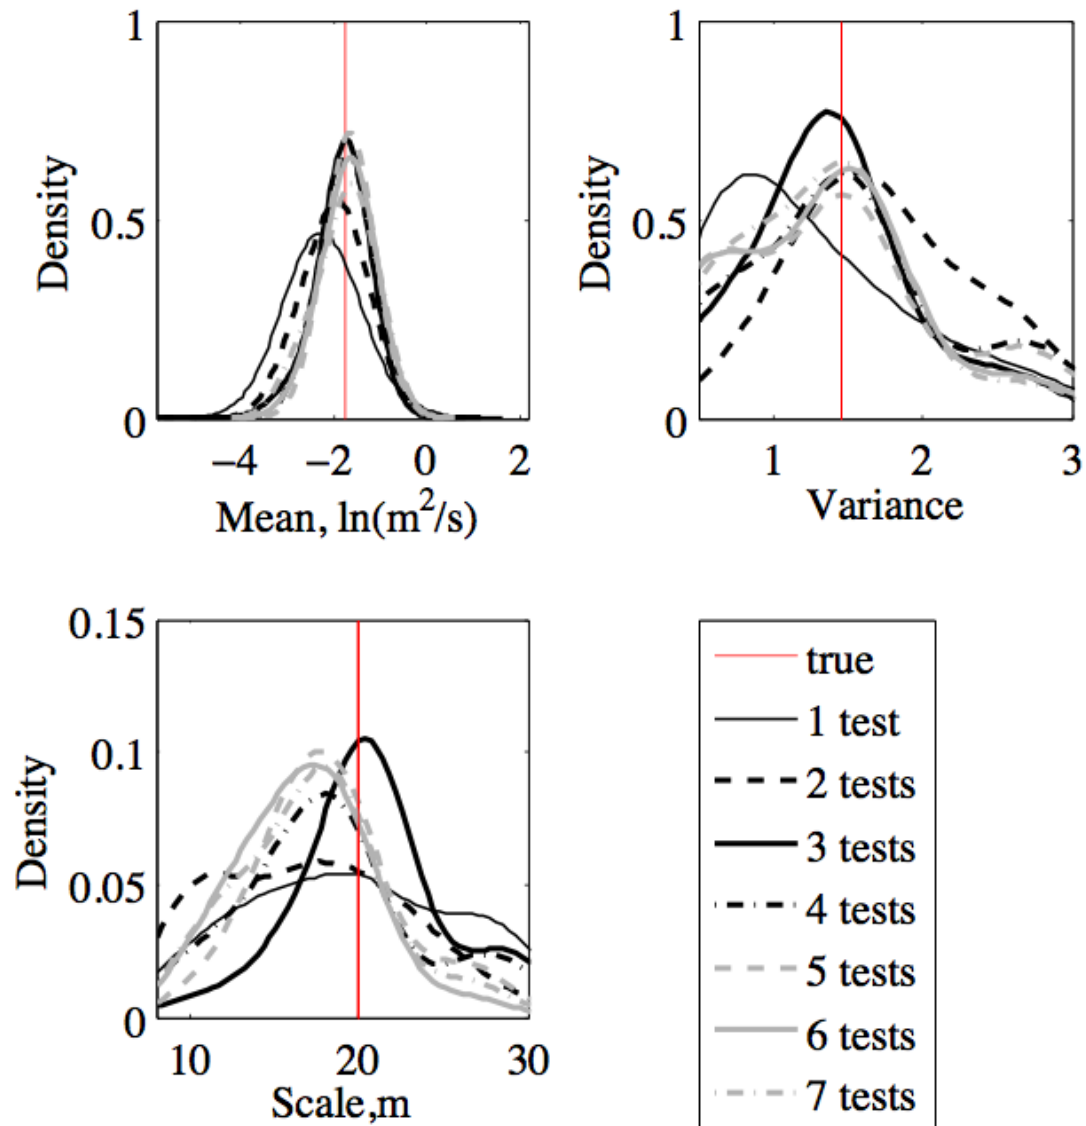 1
0.5
0
Density
−4 −2 0 2
Mean, ln(m²/s)
1
0.5
0
Density
1 2 3
Variance
0.15
0.1
0.05
0
Density
10 20 30
Scale,m
true
1 test
2 tests
3 tests
4 tests
5 tests
6 tests
7 tests